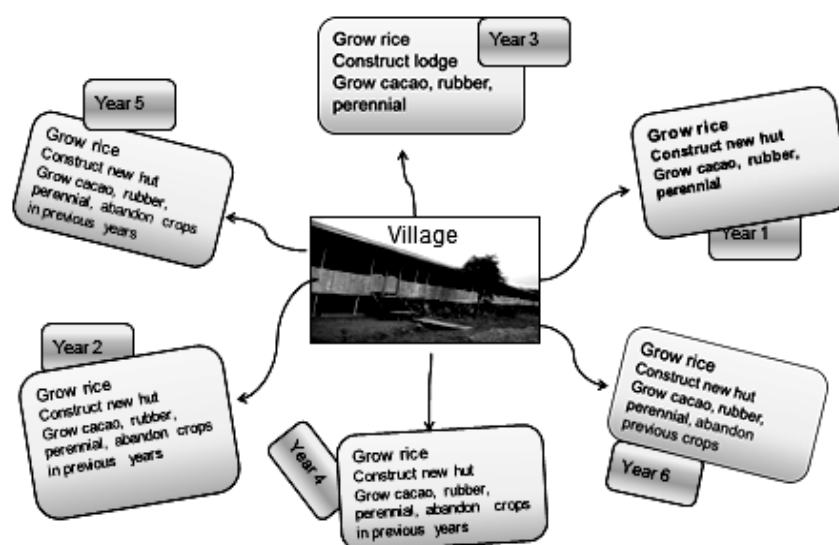 Grow rice
Construct lodge
Grow cacao, rubber,
perennial
Year 3
Year 5
Grow rice
Construct new hut
Grow cacao, rubber,
perennial, abandon crops
in previous years
Grow rice
Construct new hut
Grow cacao, rubber,
perennial
Year 1
Village
Year 2
Grow rice
Construct new hut
Grow cacao, rubber,
perennial, abandon crops
in previous years
Year 4
Grow rice
Construct new hut
Grow cacao, rubber,
perennial, abandon crops
in previous years
Grow rice
Construct new hut
Grow cacao, rubber,
perennial, abandon
previous crops
Year 6